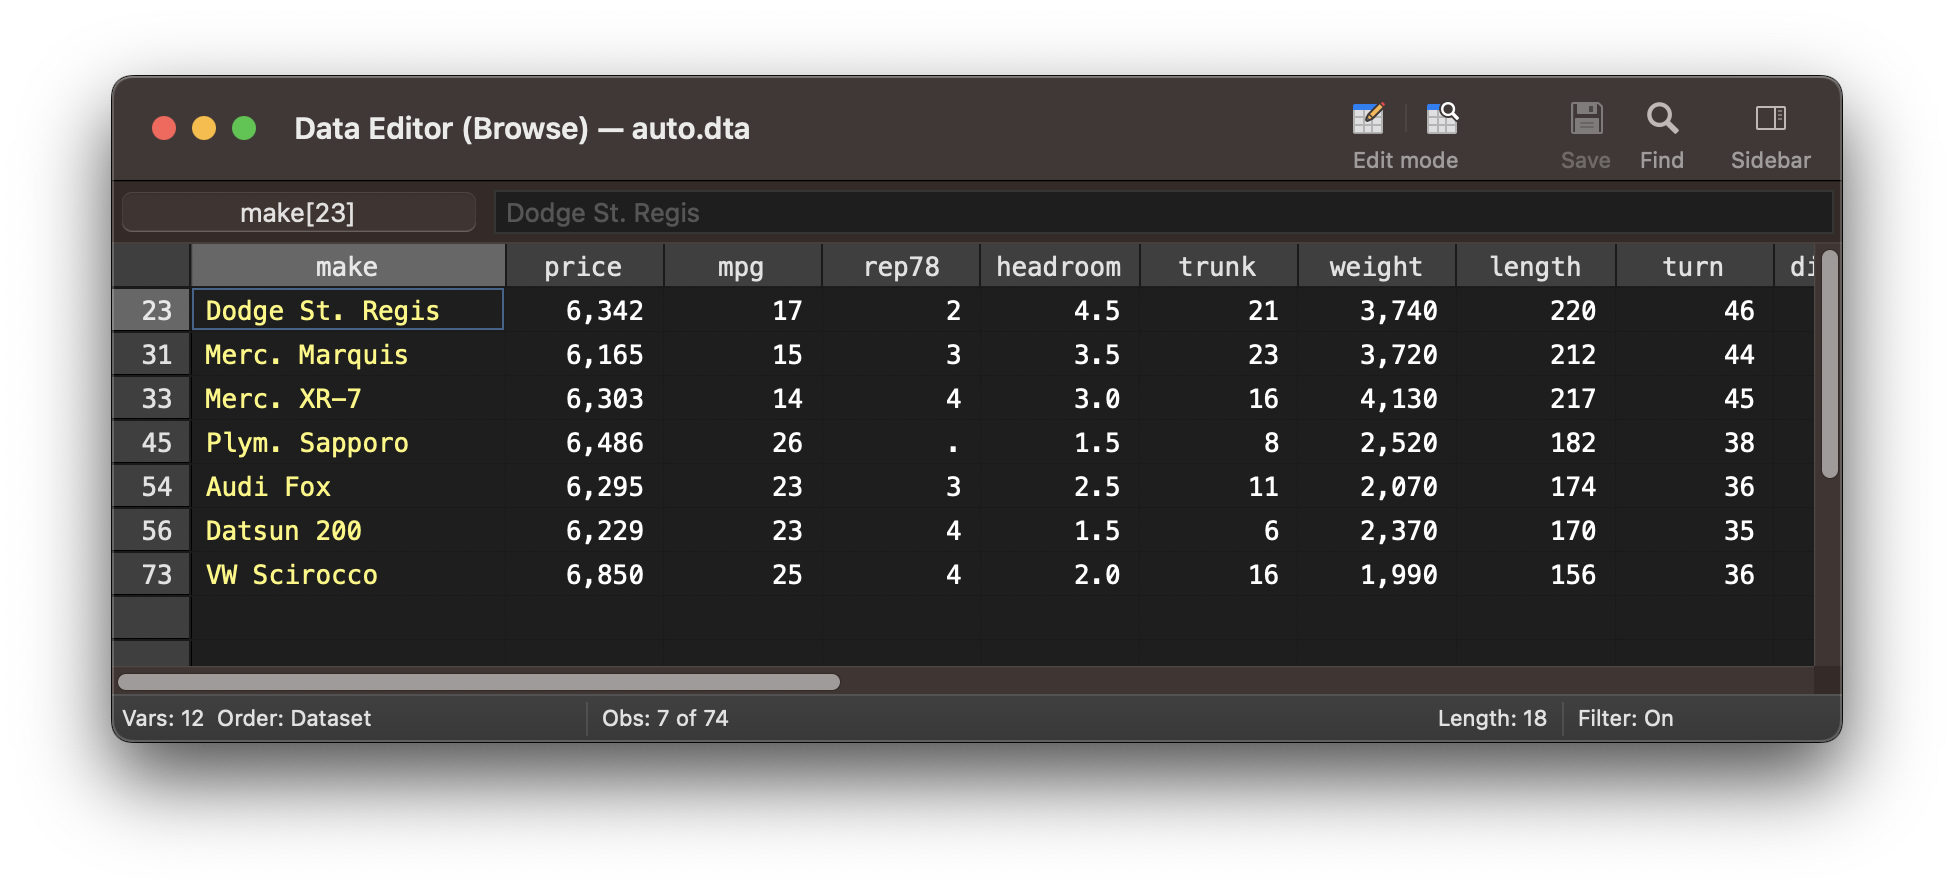 Data Editor (Browse) — auto.dta
Edit mode Save Find Sidebar
make[23] Dodge St. Regis
make price mpg rep78 headroom trunk weight length turn di
23 Dodge St. Regis 6,342 17 2 4.5 21 3,740 220 46
31 Merc. Marquis 6,165 15 3 3.5 23 3,720 212 44
33 Merc. XR-7 6,303 14 4 3.0 16 4,130 217 45
45 Plym. Sapporo 6,486 26 . 1.5 8 2,520 182 38
54 Audi Fox 6,295 23 3 2.5 11 2,070 174 36
56 Datsun 200 6,229 23 4 1.5 6 2,370 170 35
73 VW Scirocco 6,850 25 4 2.0 16 1,990 156 36
Vars: 12 Order: Dataset Obs: 7 of 74 Length: 18 Filter: On